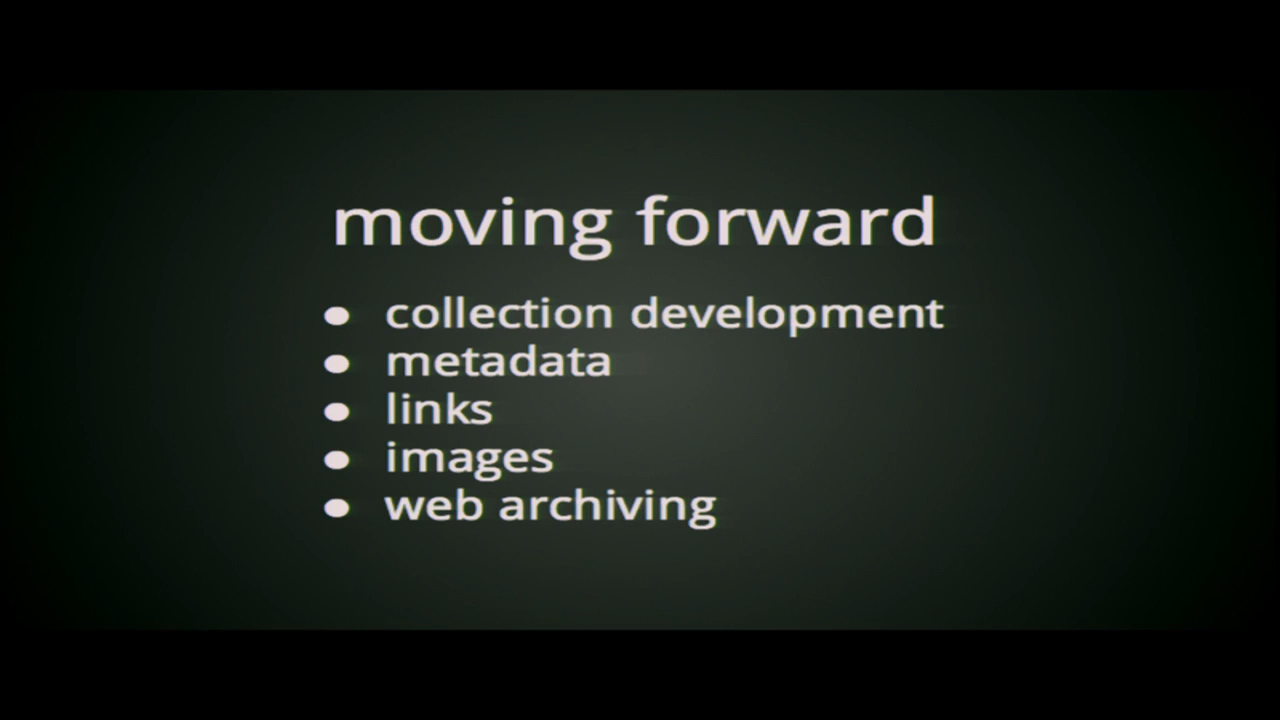 moving forward
• collection development
• metadata
• links
• images
• web archiving